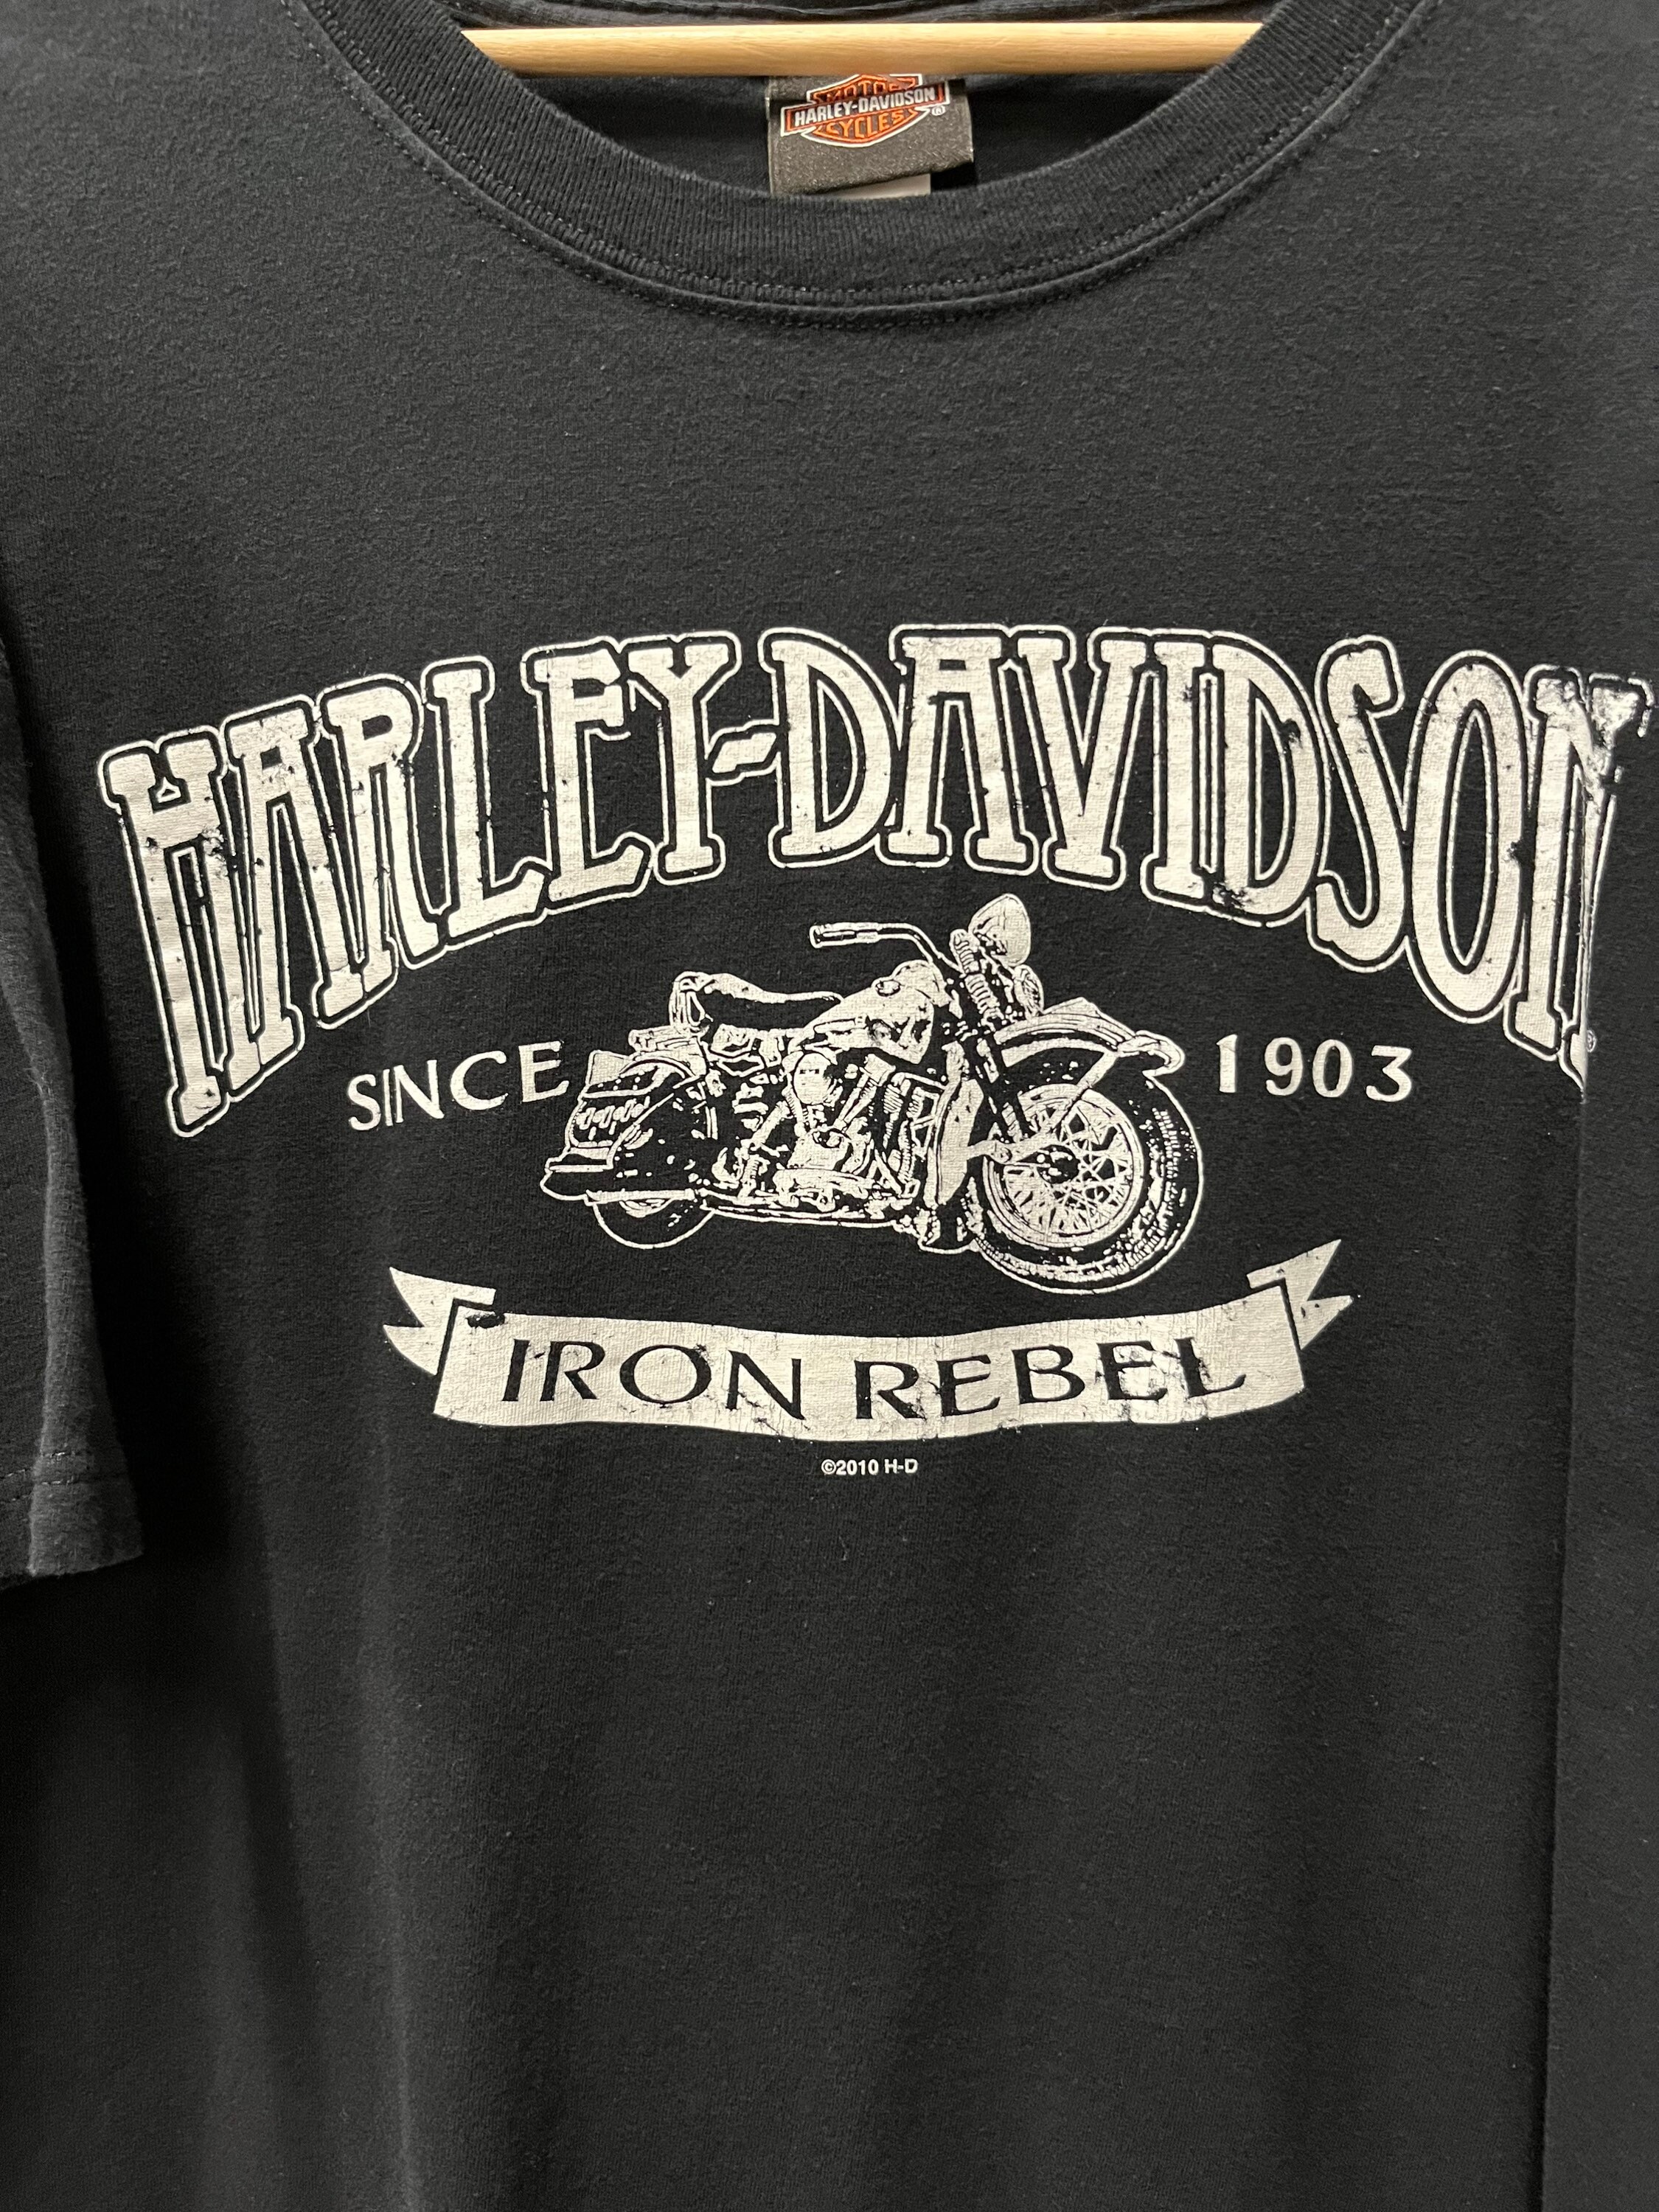 MOTOR
HARLEY-DAVIDSON®
CYCLES
HARLEY-DAVIDSON®
SINCE 1903
IRON REBEL
©2010 H-D